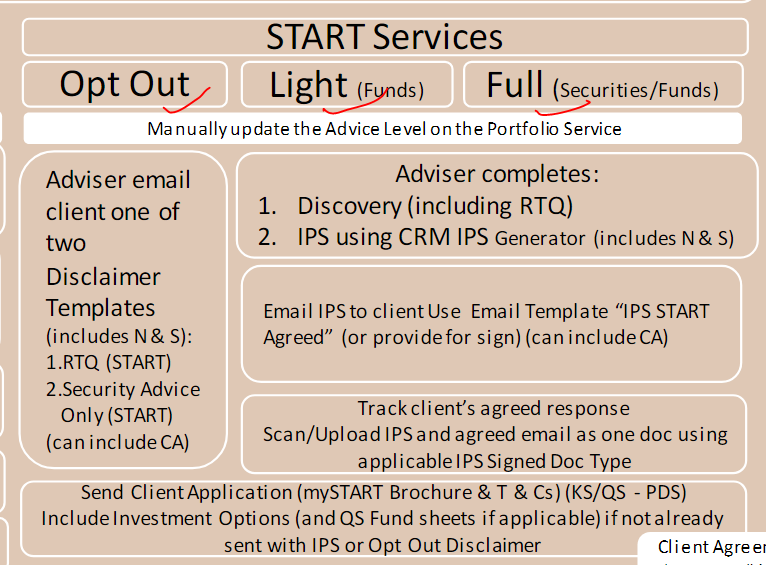 START Services
Opt Out
Light (Funds)
Full (Securities/Funds)
Manually update the Advice Level on the Portfolio Service
Adviser email
client one of
two
Disclaimer
Templates
(includes N & S):
1.RTQ (START)
2.Security Advice
Only (START)
(can include CA)
Adviser completes:
1. Discovery (including RTQ)
2. IPS using CRM IPS Generator (includes N & S)
Email IPS to client Use Email Template “IPS START
Agreed” (or provide for sign) (can include CA)
Track client’s agreed response
Scan/Upload IPS and agreed email as one doc using
applicable IPS Signed Doc Type
Send Client Application (mySTART Brochure & T & Cs) (KS/QS - PDS)
Include Investment Options (and QS Fund sheets if applicable) if not already
sent with IPS or Opt Out Disclaimer
Client Agreer